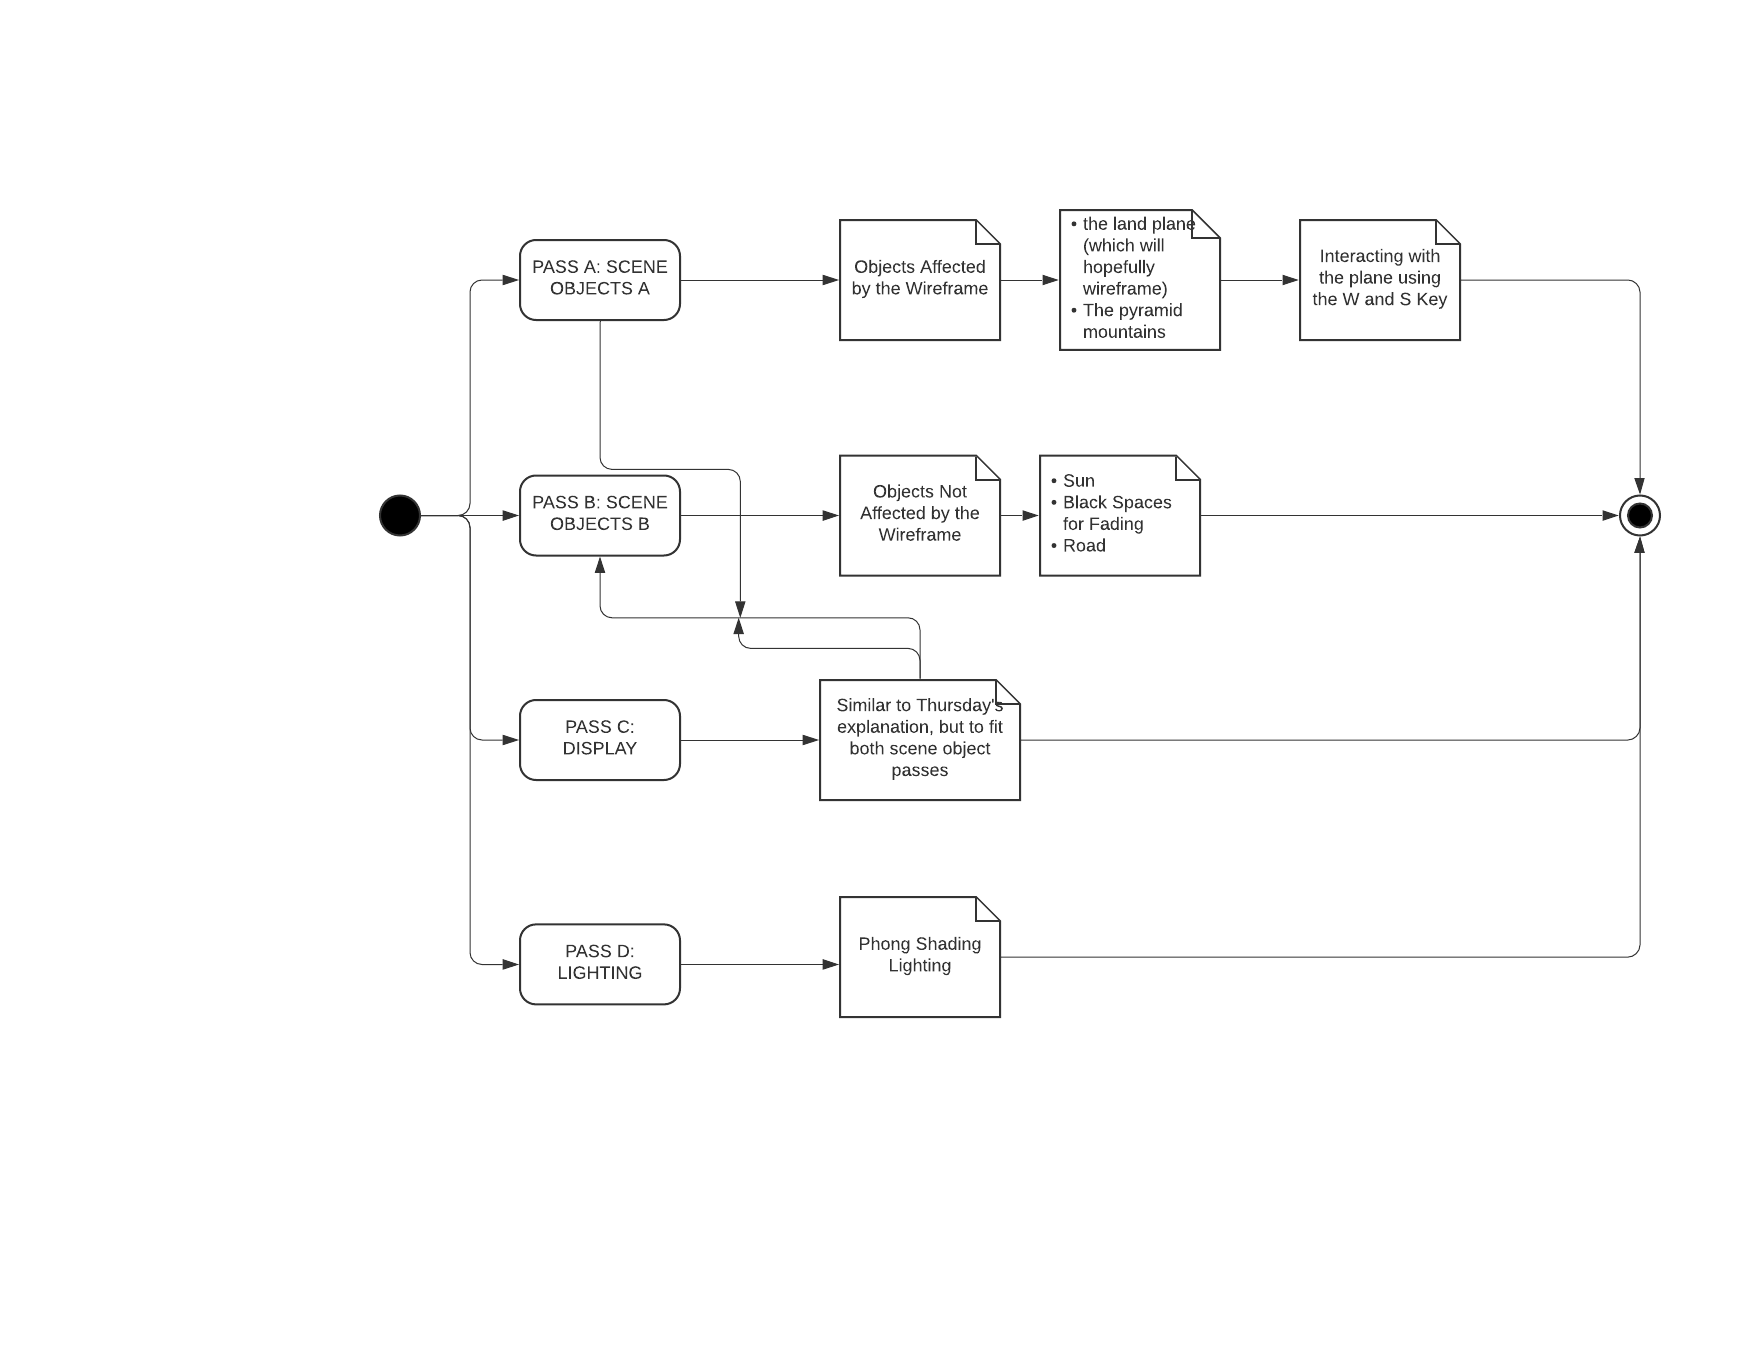 PASS A: SCENE
OBJECTS A
Objects Affected
by the Wireframe
• the land plane
(which will
hopefully
wireframe)
• The pyramid
mountains
Interacting with
the plane using
the W and S Key
PASS B: SCENE
OBJECTS B
Objects Not
Affected by the
Wireframe
• Sun
• Black Spaces
for Fading
• Road
PASS C:
DISPLAY
Similar to Thursday's
explanation, but to fit
both scene object
passes
PASS D:
LIGHTING
Phong Shading
Lighting